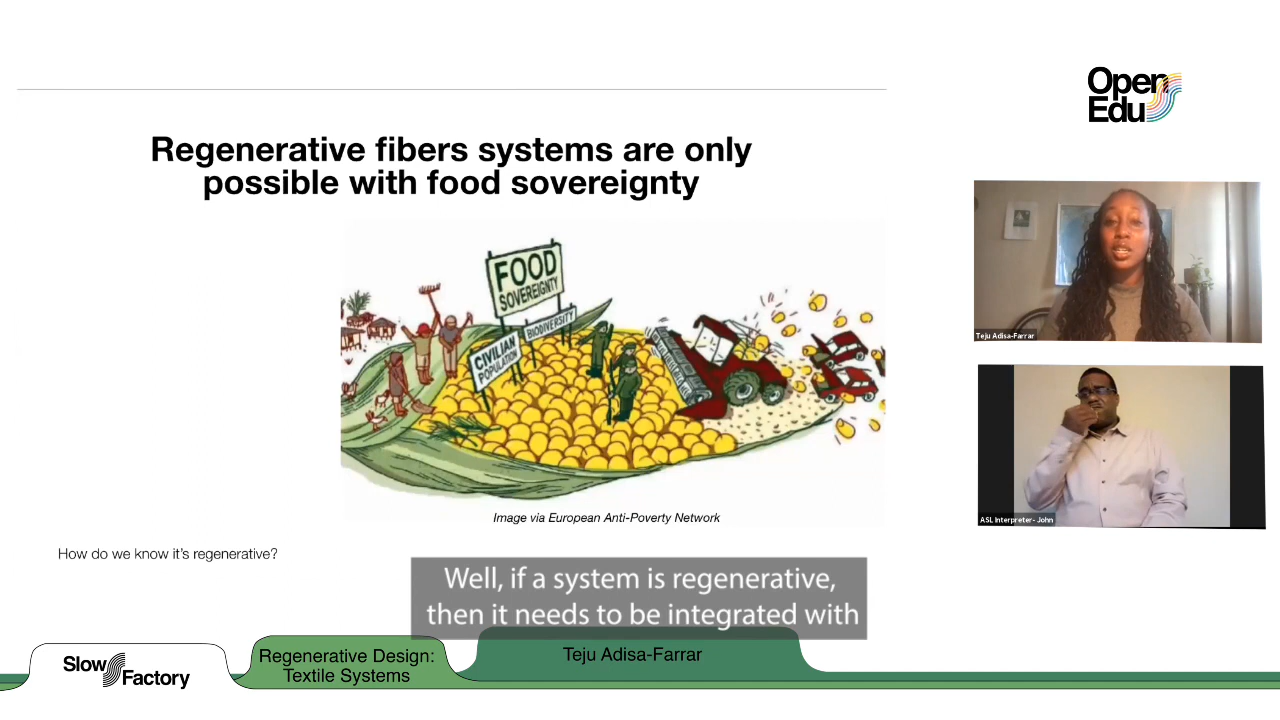 Open
Edu
Regenerative fibers systems are only
possible with food sovereignty
FOOD
SOVEREIGNTY
BIODIVERSITY
CIVILIAN
POPULATION
Image via European Anti-Poverty Network
Teju Adisa-Farrar
ASL Interpreter- John
How do we know it's regenerative?
Well, if a system is regenerative,
then it needs to be integrated with
Slow
Factory
Regenerative Design:
Textile Systems
Teju Adisa-Farrar